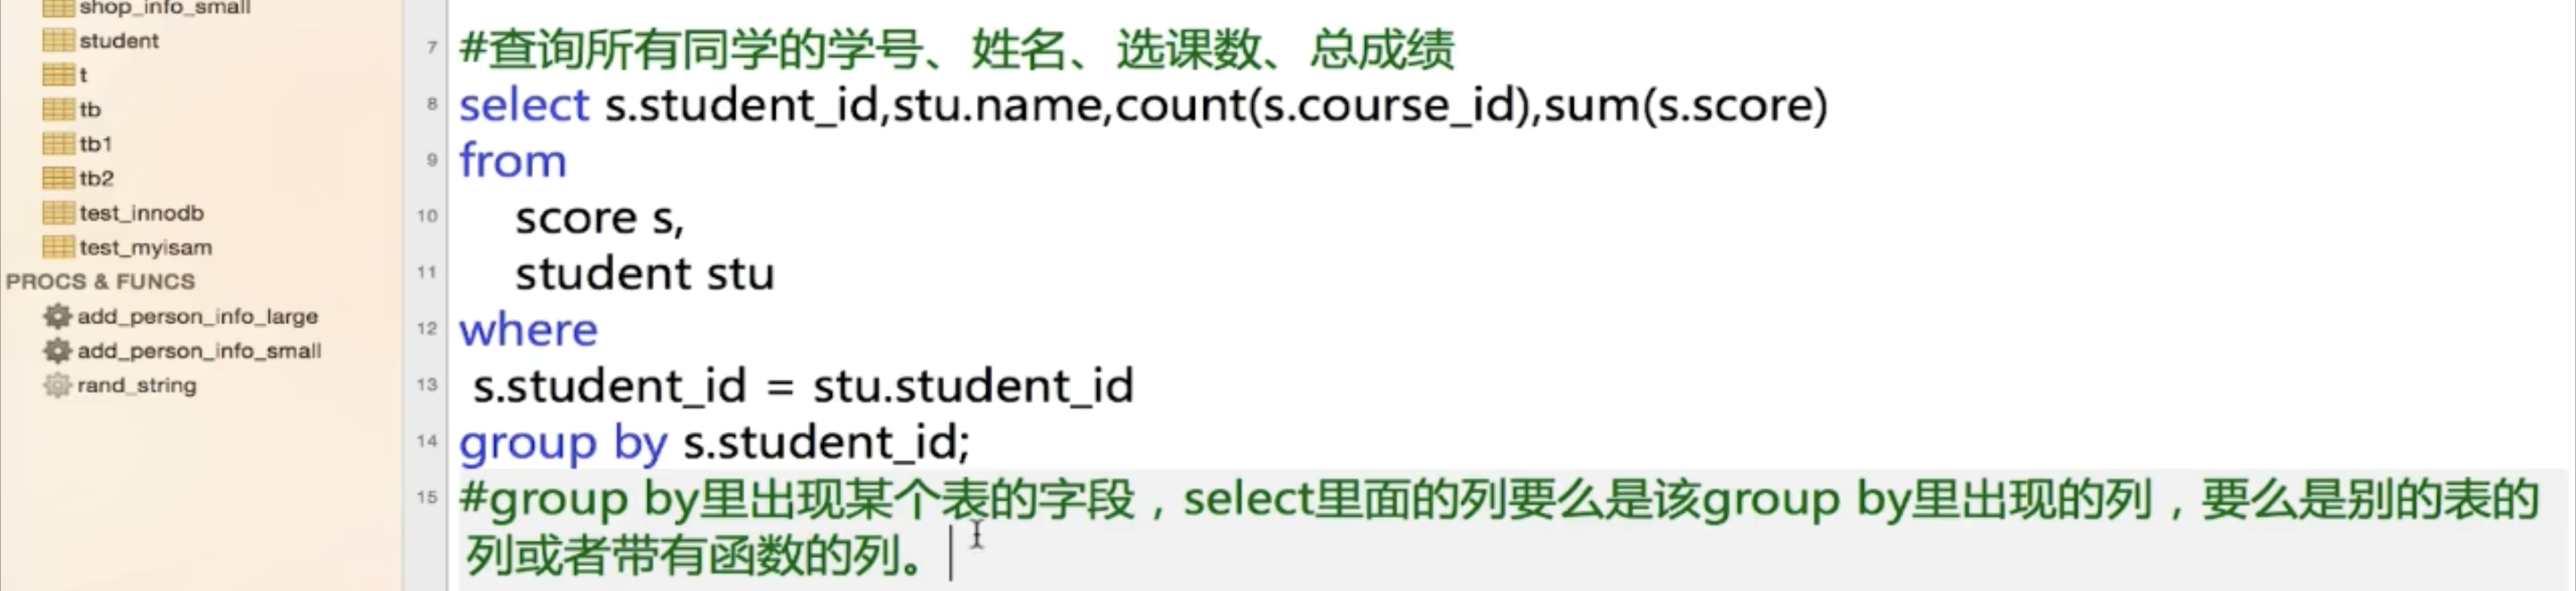 shop_info_small
student
t
tb
tb1
tb2
test_innodb
test_myisam
PROCS & FUNCS
add_person_info_large
add_person_info_small
rand_string
7 #查询所有同学的学号、姓名、选课数、总成绩
8 select s.student_id,stu.name,count(s.course_id),sum(s.score)
9 from
10 score s,
11 student stu
12 where
13 s.student_id = stu.student_id
14 group by s.student_id;
15 #group by里出现某个表的字段，select里面的列要么是该group by里出现的列，要么是别的表的
列或者带有函数的列。